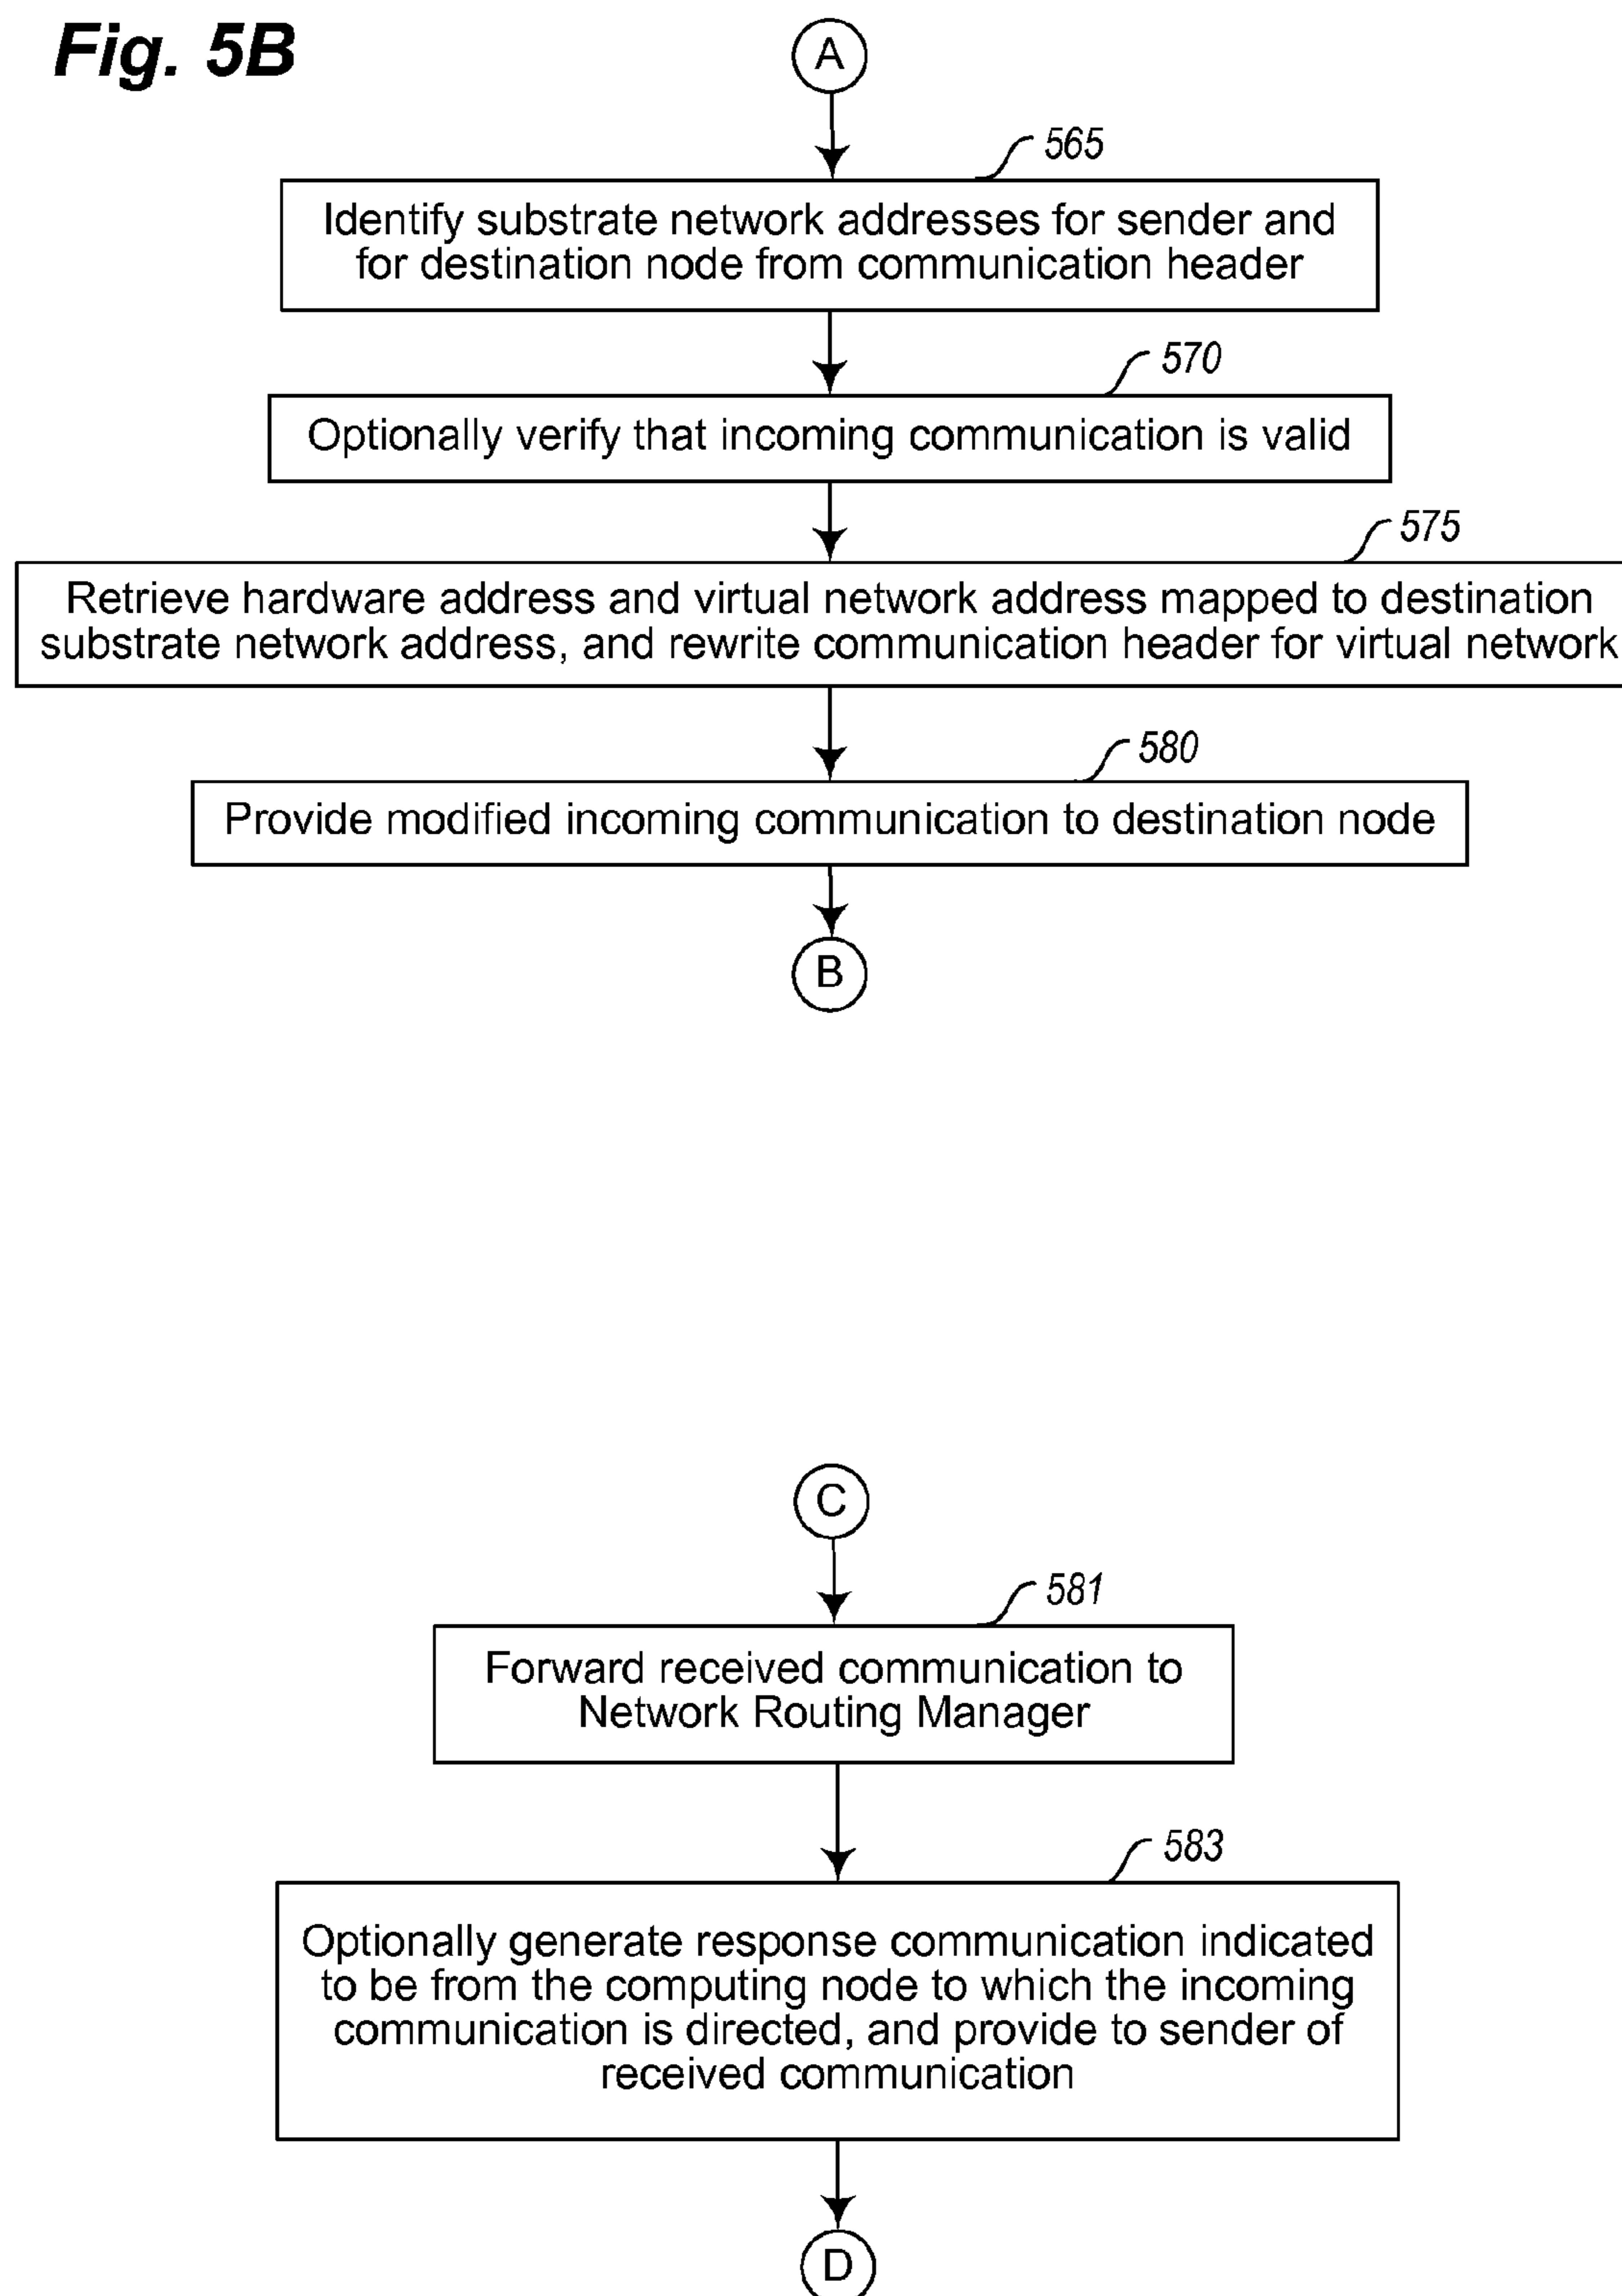 Fig. 5B
A
565
Identify substrate network addresses for sender and
for destination node from communication header
570
Optionally verify that incoming communication is valid
575
Retrieve hardware address and virtual network address mapped to destination
substrate network address, and rewrite communication header for virtual network
580
Provide modified incoming communication to destination node
B
C
581
Forward received communication to
Network Routing Manager
583
Optionally generate response communication indicated
to be from the computing node to which the incoming
communication is directed, and provide to sender of
received communication
D